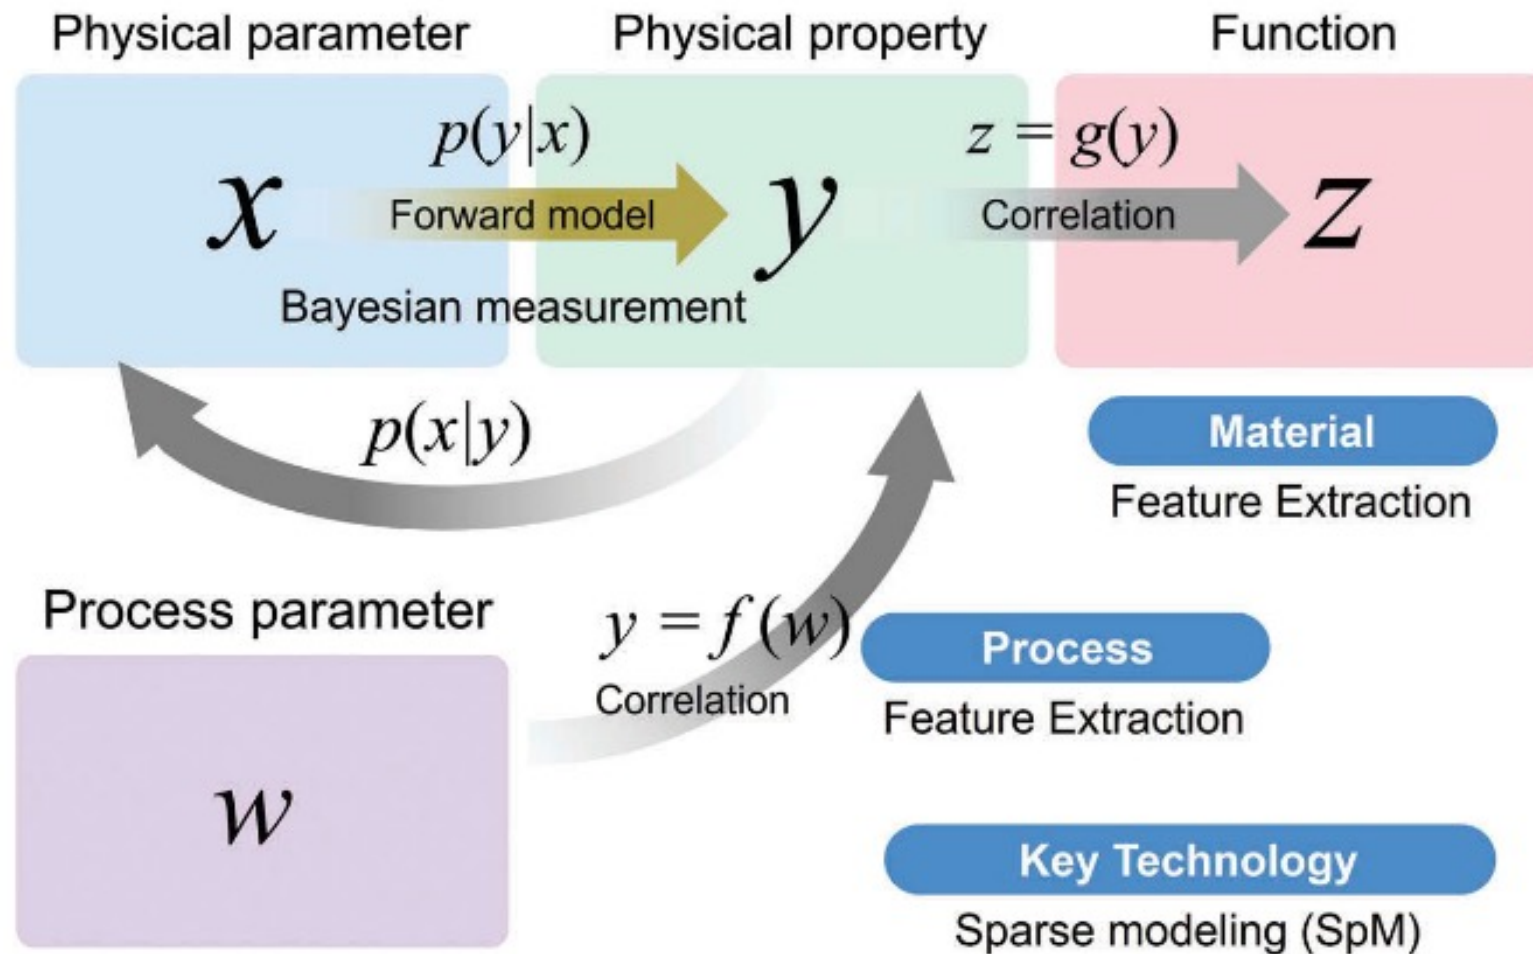 Physical parameter
Physical property
Function
p(y|x)
z = g(y)
x
Forward model
y
Correlation
z
Bayesian measurement
p(x|y)
Material
Feature Extraction
Process parameter
y = f(w)
Correlation
Process
Feature Extraction
w
Key Technology
Sparse modeling (SpM)